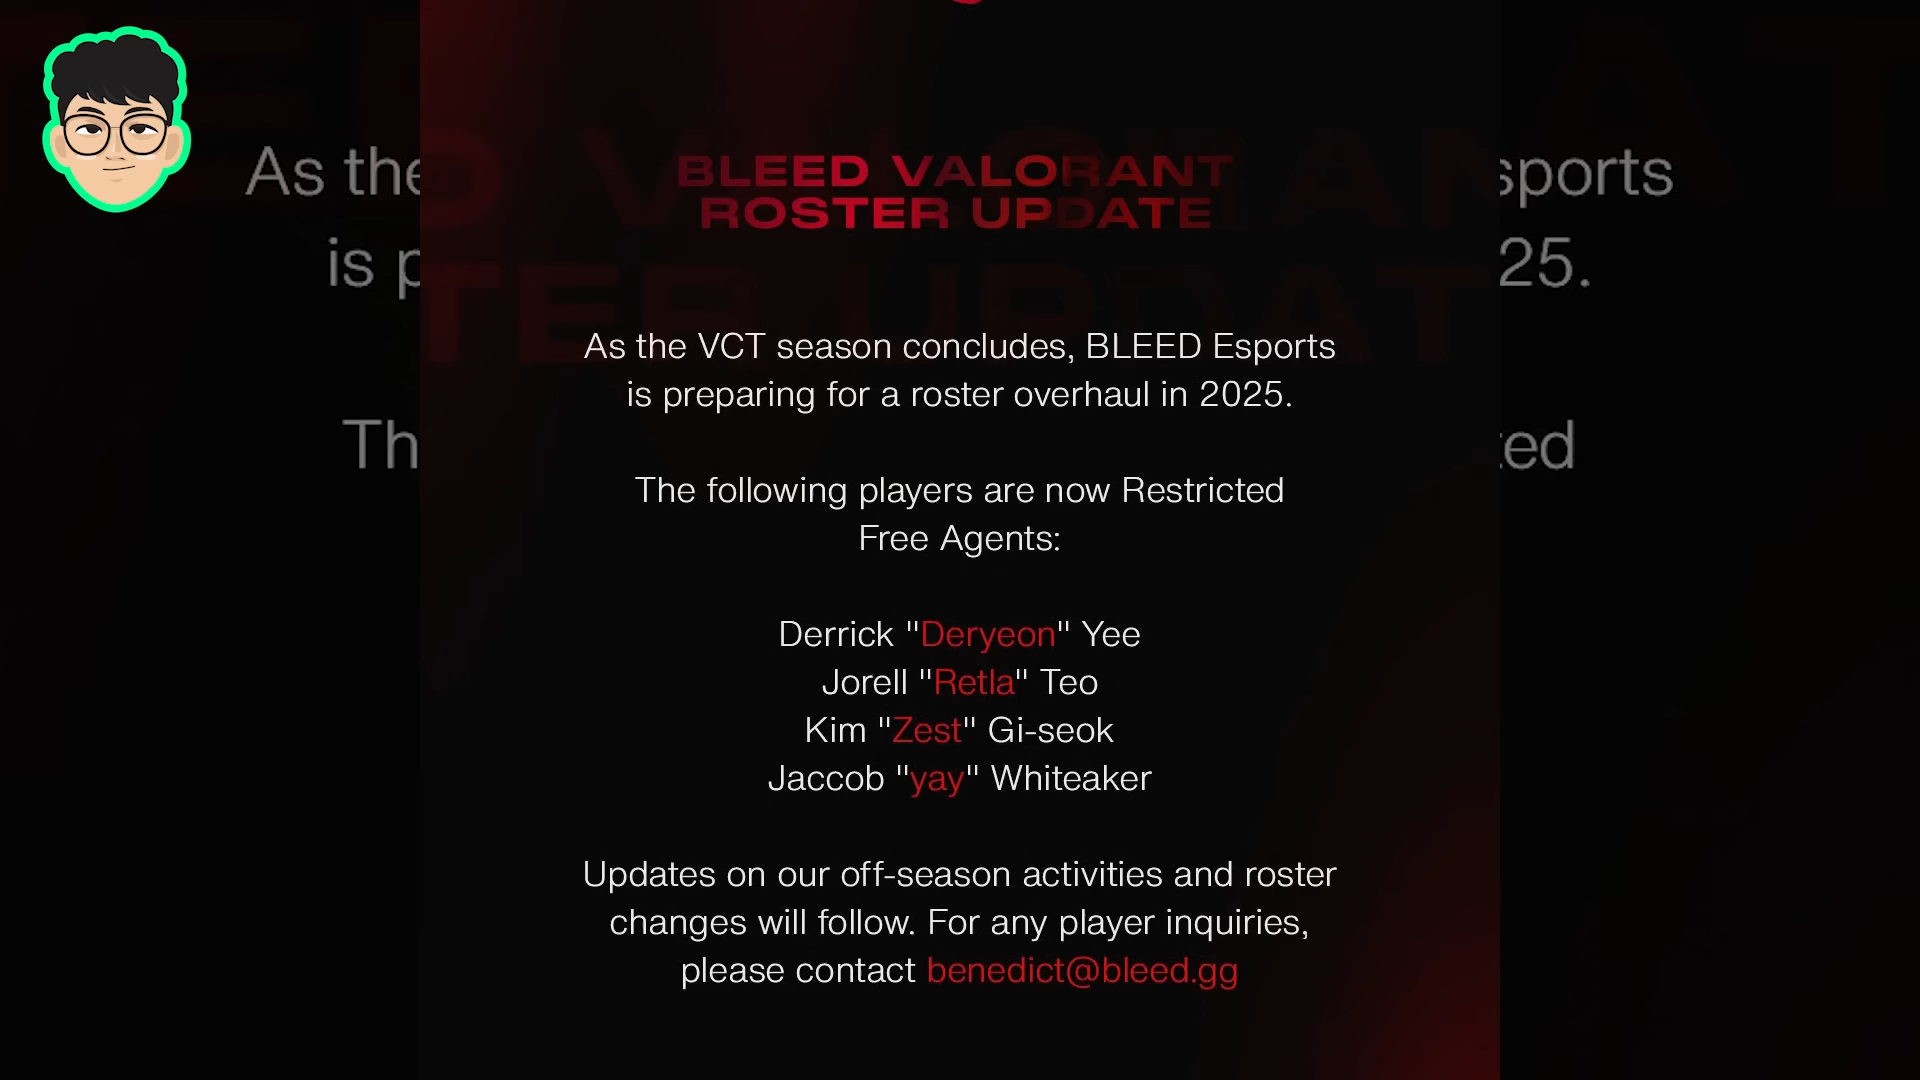 BLEED VALORANT
ROSTER UPDATE
As the VCT season concludes, BLEED Esports
is preparing for a roster overhaul in 2025.
The following players are now Restricted
Free Agents:
Derrick "Deryeon" Yee
Jorell "Retla" Teo
Kim "Zest" Gi-seok
Jaccob "yay" Whiteaker
Updates on our off-season activities and roster
changes will follow. For any player inquiries,
please contact benedict@bleed.gg